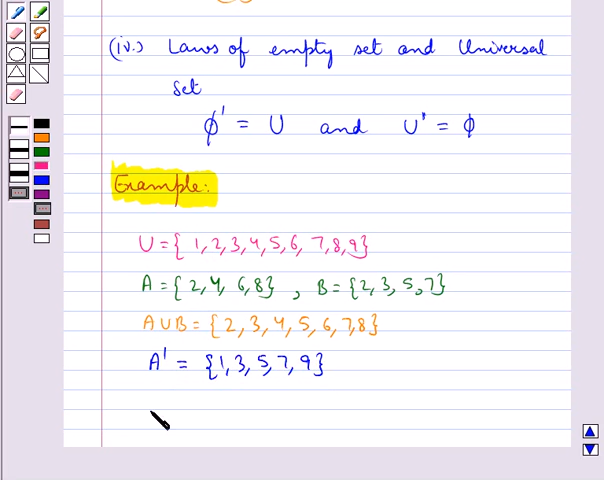 (iv.) Laws of empty set and Universal
set
ϕ' = U and U' = ϕ
Example:
U = { 1, 2, 3, 4, 5, 6, 7, 8, 9}
A = { 2, 4, 6, 8} , B = {2, 3, 5, 7}
A ∪ B = { 2, 3, 4, 5, 6, 7, 8}
A' = {1, 3, 5, 7, 9}